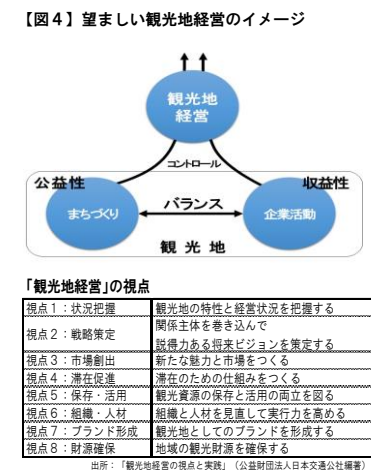 【図４】望ましい観光地経営のイメージ
観光地
経営
コントロール
公益性
収益性
まちづくり
バランス
企業活動
観光地
「観光地経営」の視点
視点１：状況把握 観光地の特性と経営状況を把握する
視点２：戦略策定 関係主体を巻き込んで
説得力ある将来ビジョンを策定する
視点３：市場創出 新たな魅力と市場をつくる
視点４：滞在促進 滞在のための仕組みをつくる
視点５：保存・活用 観光資源の保存と活用の両立を図る
視点６：組織・人材 組織と人材を見直して実行力を高める
視点７：ブランド形成 観光地としてのブランドを形成する
視点８：財源確保 地域の観光財源を確保する
出所：「観光地経営の視点と実践」（公益財団法人日本交通公社編著）